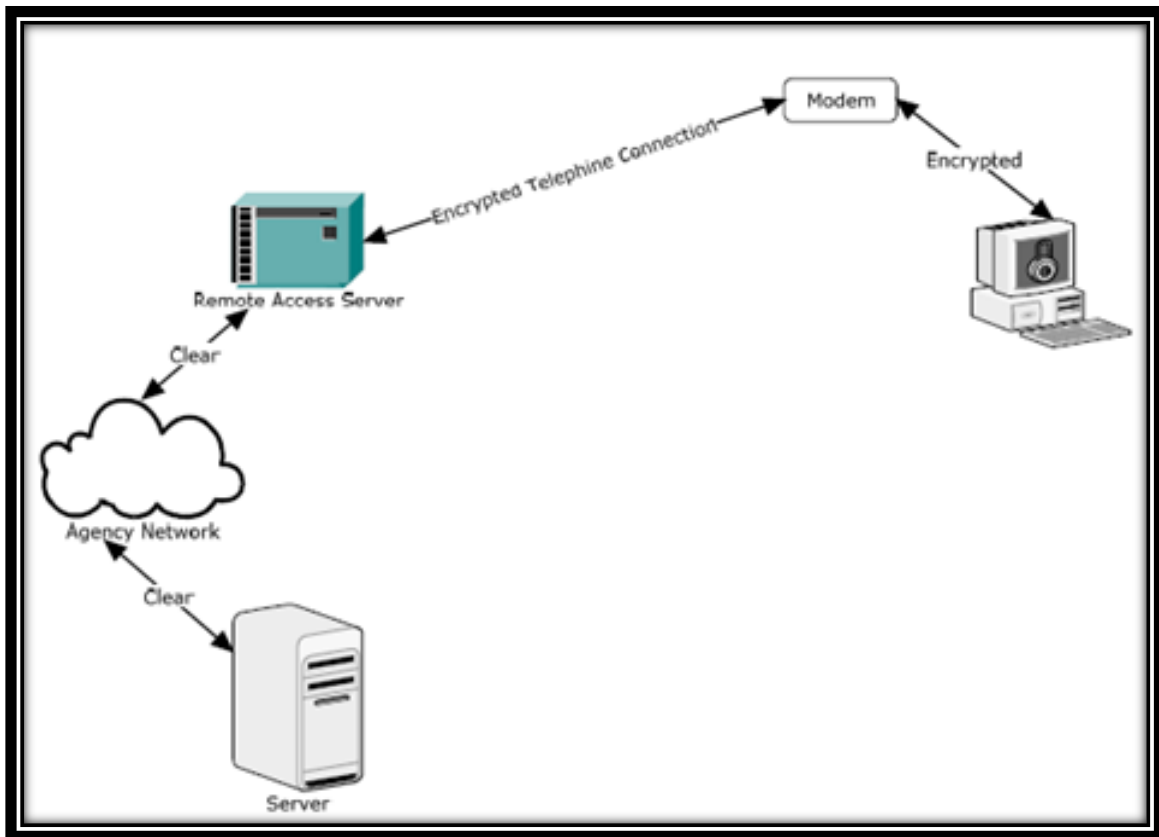 Modem
Encrypted Telephine Connection
Encrypted
Remote Access Server
Clear
Agency Network
Clear
Server